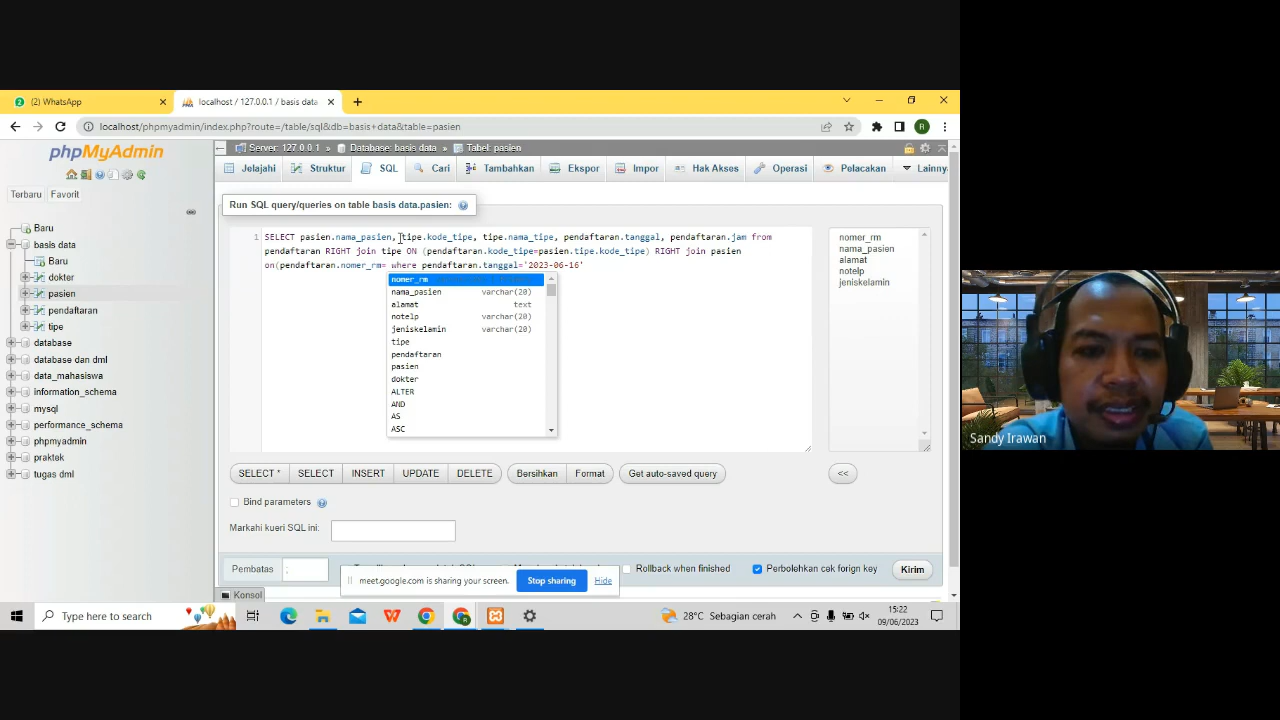 (2) WhatsApp
localhost / 127.0.0.1 / basis data
localhost/phpmyadmin/index.php?route=/table/sql&db=basis+data&table=pasien
R
phpMyAdmin
Terbaru
Favorit
Baru
basis data
Baru
dokter
pasien
pendaftaran
tipe
database
database dan dml
data_mahasiswa
information_schema
mysql
performance_schema
phpmyadmin
praktek
tugas dml
Server: 127.0.0.1 » Database: basis data » Tabel: pasien
Jelajahi
Struktur
SQL
Cari
Tambahkan
Ekspor
Impor
Hak Akses
Operasi
Pelacakan
Lainny
Run SQL query/queries on table basis data.pasien:
1 SELECT pasien.nama_pasien, tipe.kode_tipe, tipe.nama_tipe, pendaftaran.tanggal, pendaftaran.jam from
pendaftaran RIGHT join tipe ON (pendaftaran.kode_tipe=pasien.tipe.kode_tipe) RIGHT join pasien
on(pendaftaran.nomer_rm= where pendaftaran.tanggal='2023-06-16'
nomer_rm
nama_pasien varchar(20)
alamat text
notelp varchar(20)
jeniskelamin varchar(20)
tipe
pendaftaran
pasien
dokter
ALTER
AND
AS
ASC
nomer_rm
nama_pasien
alamat
notelp
jeniskelamin
SELECT *
SELECT
INSERT
UPDATE
DELETE
Bersihkan
Format
Get auto-saved query
<<
Bind parameters
Markahi kueri SQL ini:
Pembatas
;
Rollback when finished
Perbolehkan cek forign key
Kirim
meet.google.com is sharing your screen.
Stop sharing
Hide
Konsol
Type here to search
28°C Sebagian cerah
15:22
09/06/2023
Sandy Irawan